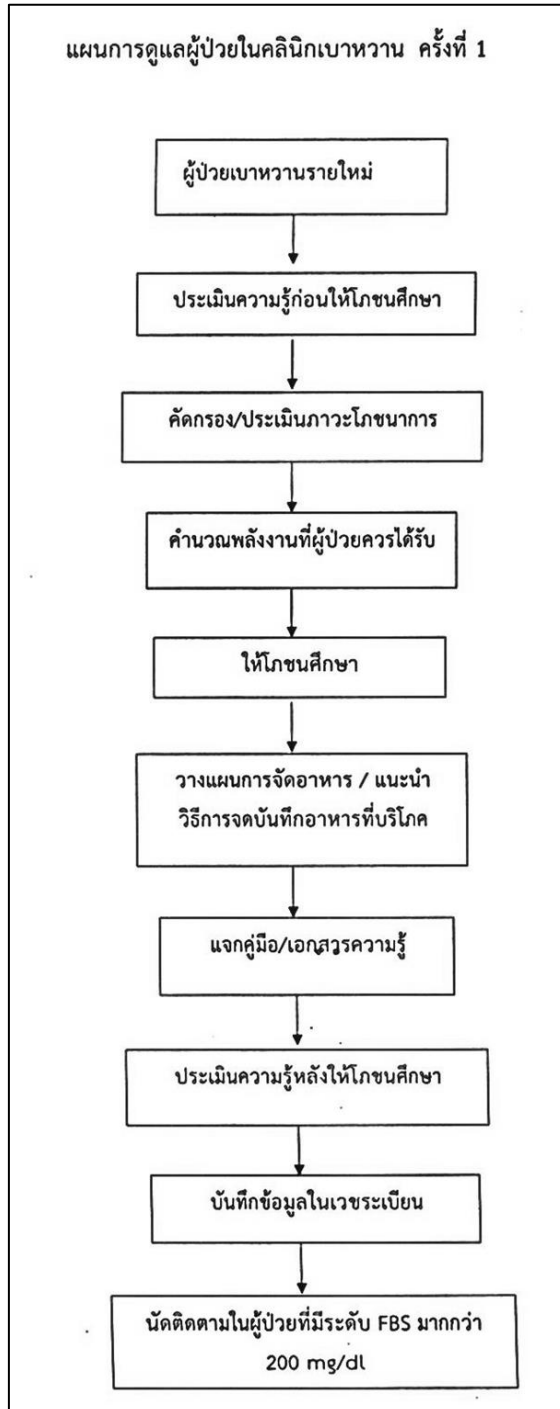 แผนการดูแลผู้ป่วยในคลินิกเบาหวาน ครั้งที่ 1
ผู้ป่วยเบาหวานรายใหม่
ประเมินความรู้ก่อนให้โภชนศึกษา
คัดกรอง/ประเมินภาวะโภชนาการ
คำนวณพลังงานที่ผู้ป่วยควรได้รับ
ให้โภชนศึกษา
วางแผนการจัดอาหาร / แนะนำ
วิธีการจดบันทึกอาหารที่บริโภค
แจกคู่มือ/เอกสารความรู้
ประเมินความรู้หลังให้โภชนศึกษา
บันทึกข้อมูลในเวชระเบียน
นัดติดตามในผู้ป่วยที่มีระดับ FBS มากกว่า
200 mg/dl